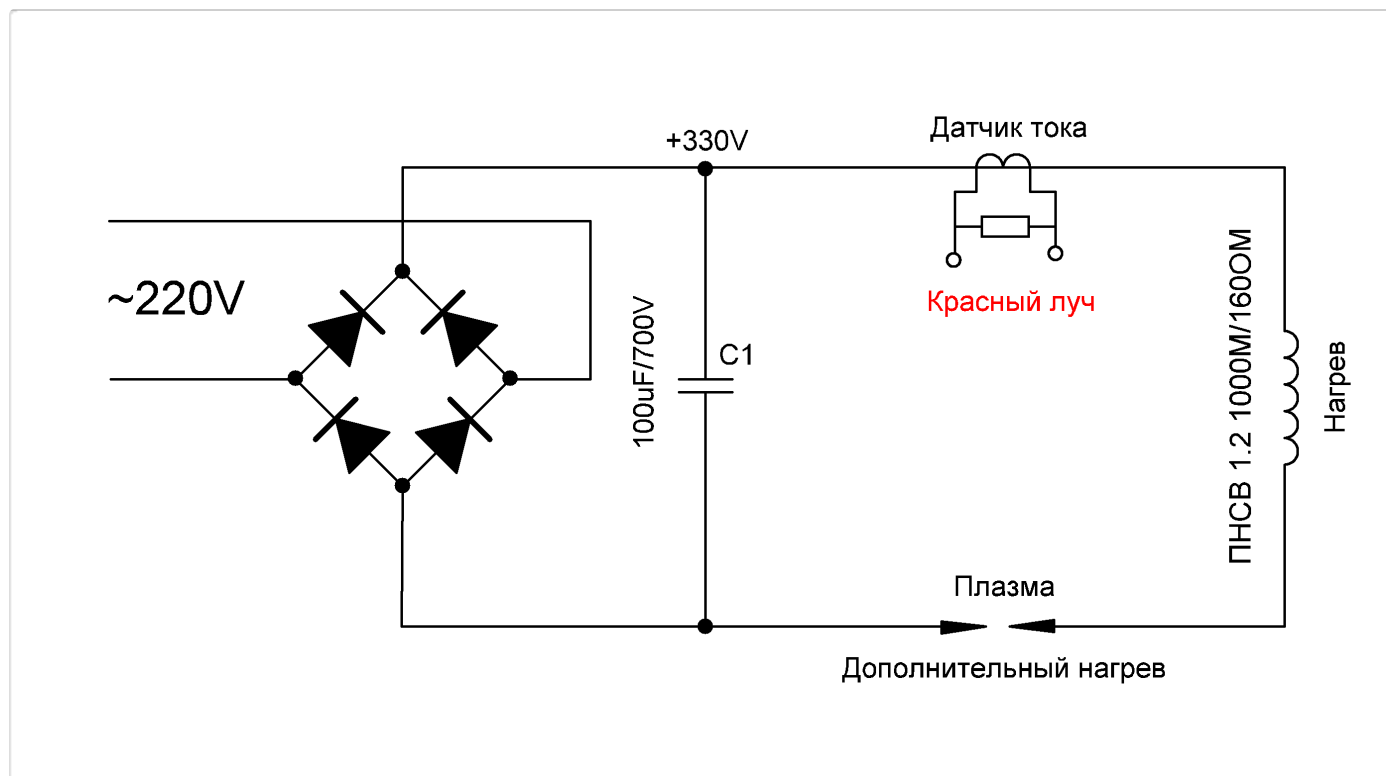 Датчик тока
+330V
~220V
Красный луч
100uF/700V
C1
ПНСВ 1.2 1000М/160ОМ
Нагрев
Плазма
Дополнительный нагрев